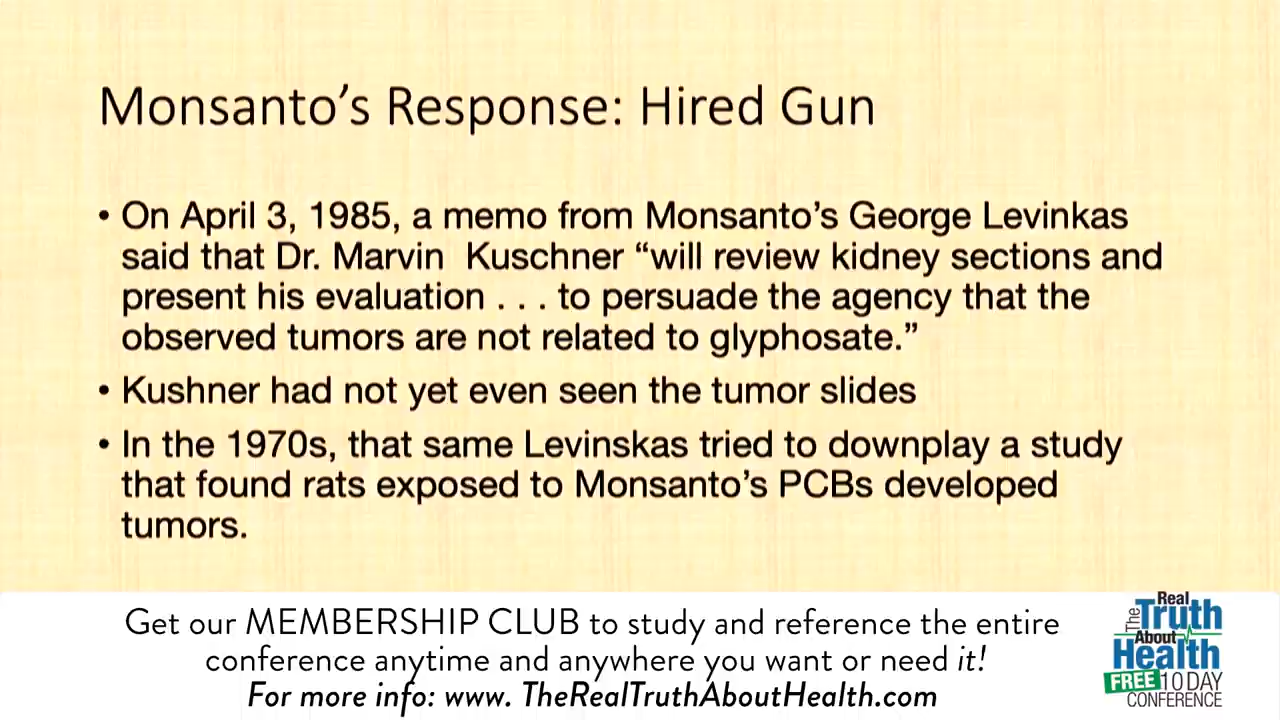 Monsanto’s Response: Hired Gun
• On April 3, 1985, a memo from Monsanto’s George Levinkas
said that Dr. Marvin  Kuschner “will review kidney sections and
present his evaluation . . . to persuade the agency that the
observed tumors are not related to glyphosate.”
• Kushner had not yet even seen the tumor slides
• In the 1970s, that same Levinskas tried to downplay a study
that found rats exposed to Monsanto’s PCBs developed
tumors.
Get our MEMBERSHIP CLUB to study and reference the entire
conference anytime and anywhere you want or need it!
For more info: www. TheRealTruthAboutHealth.com
The Real
Truth
About
Health
FREE 10 DAY
CONFERENCE